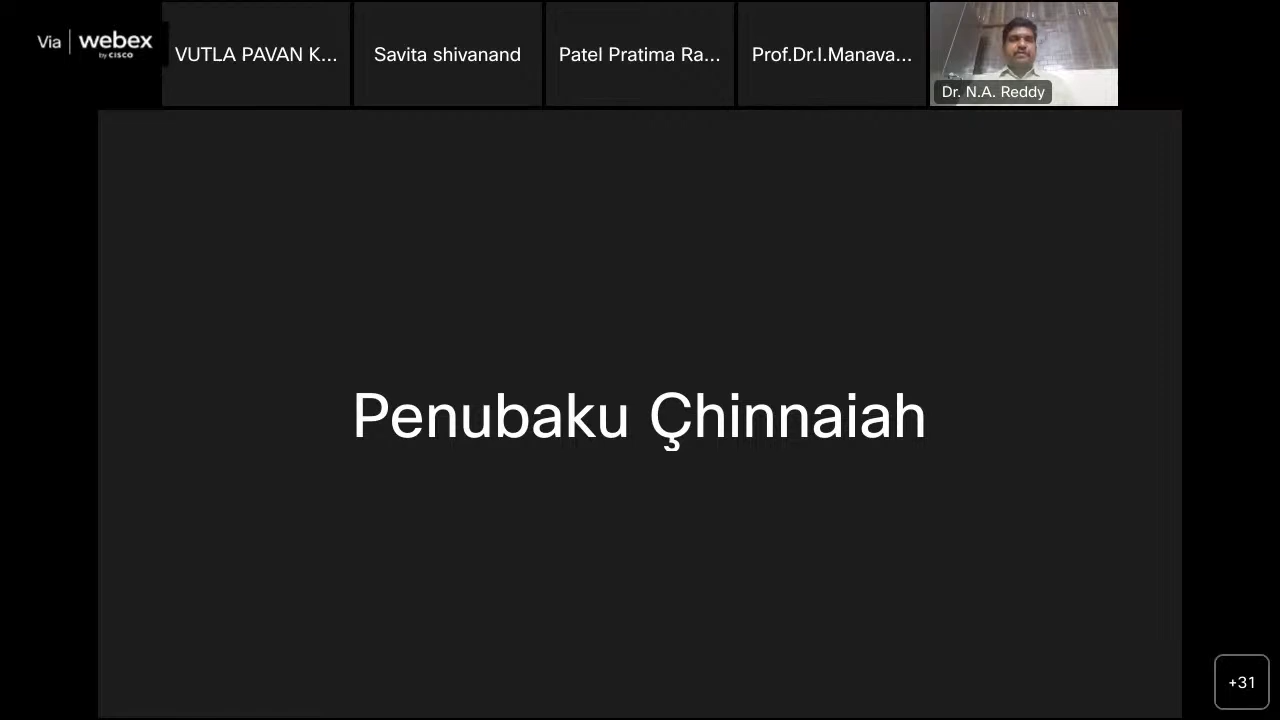 Via webex
by CISCO
VUTLA PAVAN K...
Savita shivanand
Patel Pratima Ra...
Prof.Dr.I.Manava...
Dr. N.A. Reddy
Penubaku Çhinnaiah
+31